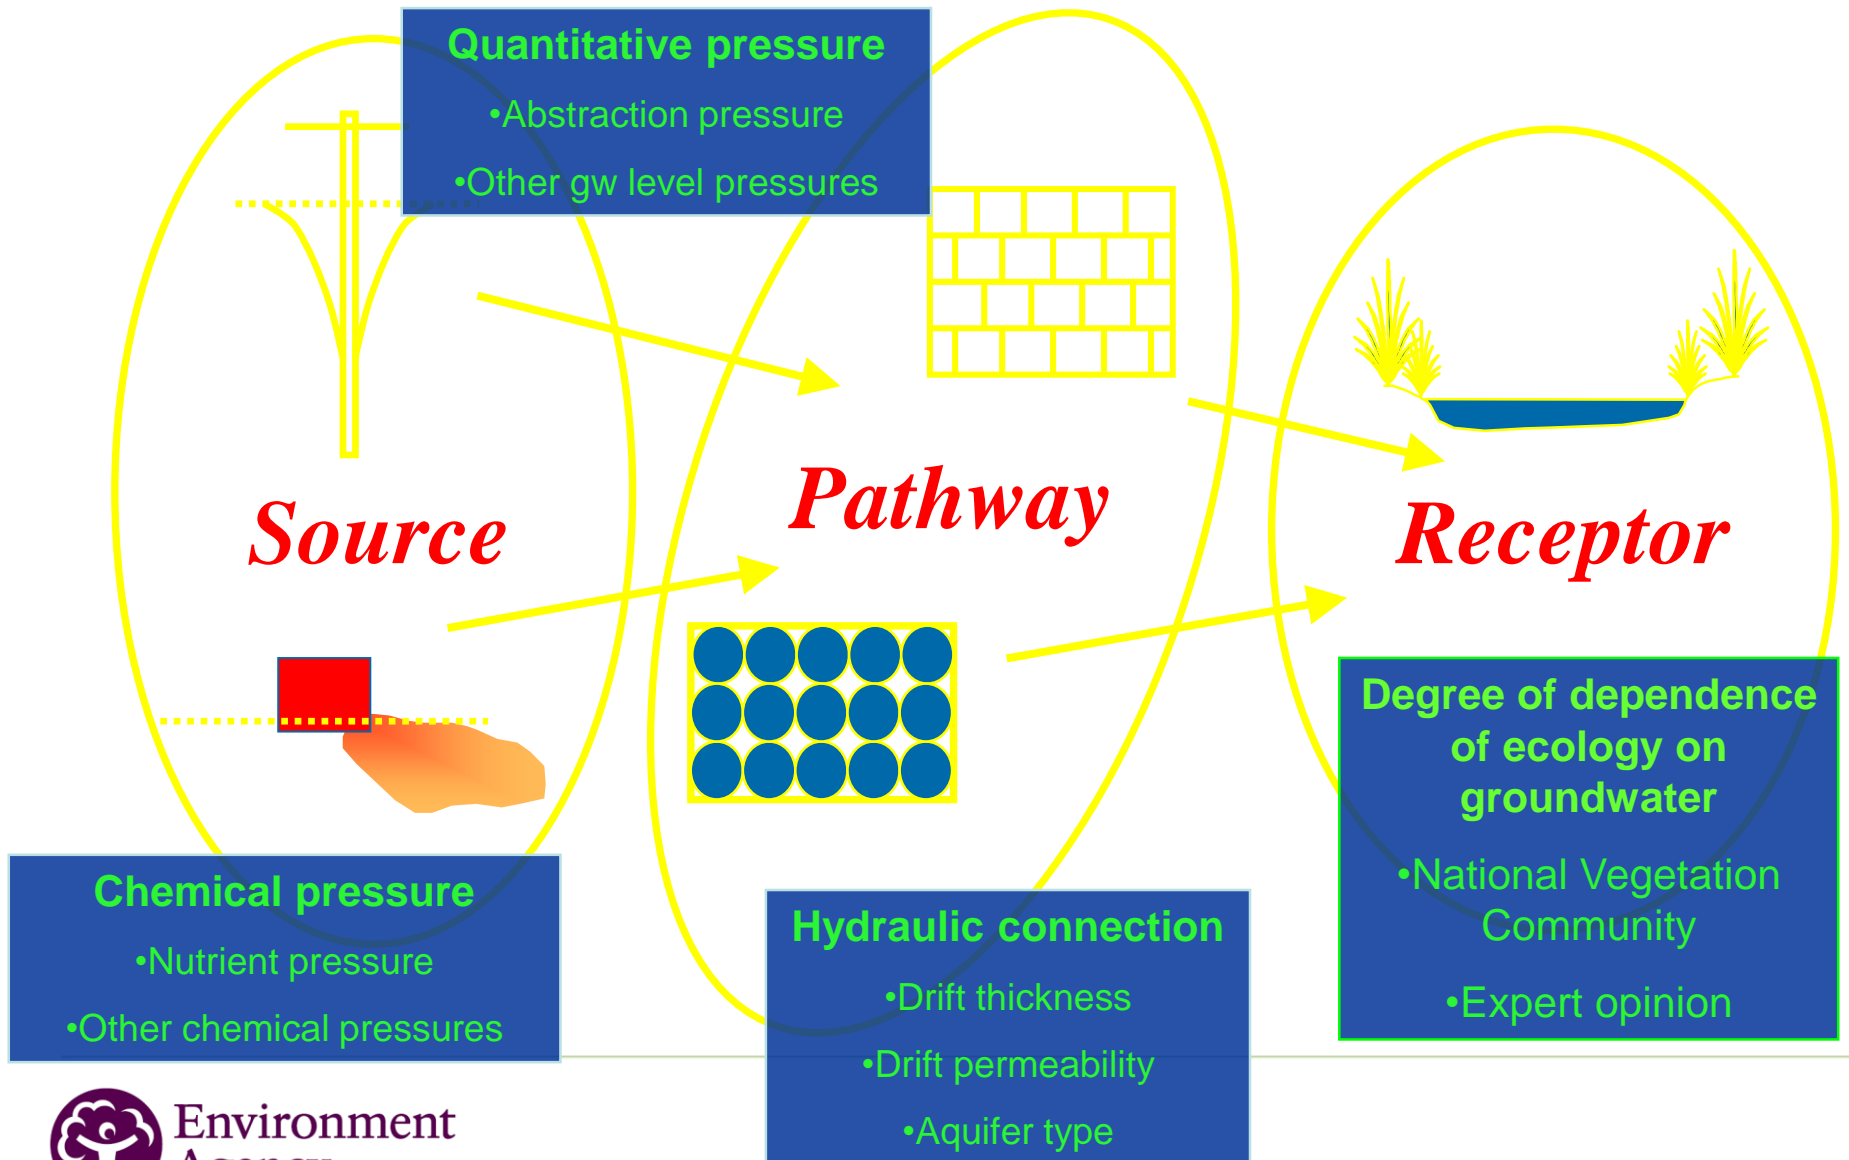 Quantitative pressure
•Abstraction pressure
•Other gw level pressures
Source
Pathway
Receptor
Chemical pressure
•Nutrient pressure
•Other chemical pressures
Hydraulic connection
•Drift thickness
•Drift permeability
•Aquifer type
Degree of dependence
of ecology on
groundwater
•National Vegetation
Community
•Expert opinion
Environment
Agency